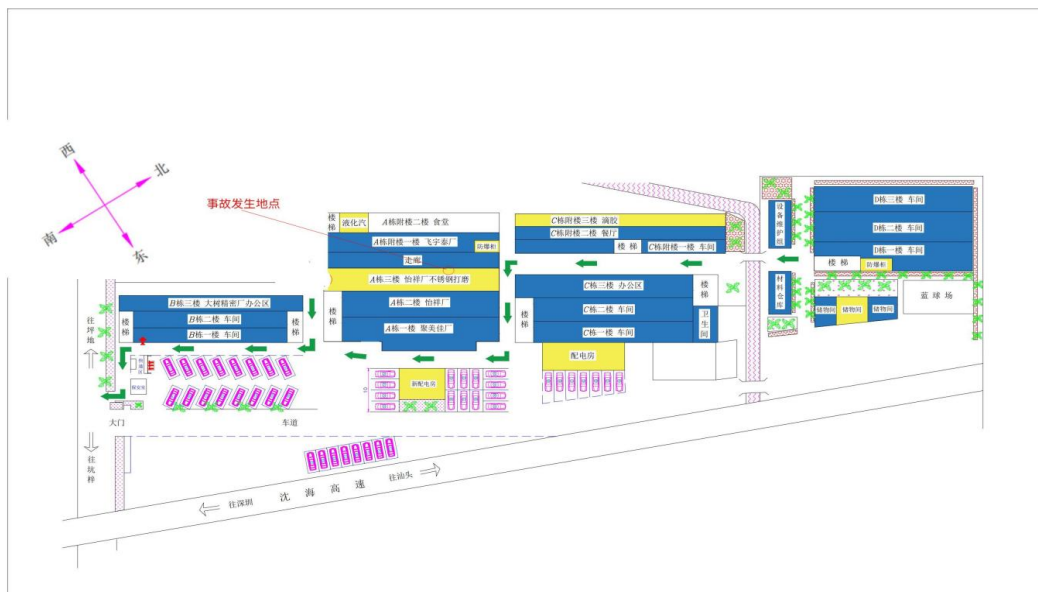 西
北
南
东
事故发生地点
楼梯
液化汽
A栋附楼二楼 食堂
A栋附楼一楼 飞宇泰厂
防爆柜
走廊
A栋三楼 怡祥厂不锈钢打磨
A栋二楼 怡祥厂
A栋一楼 聚美佳厂
楼梯
C栋附楼三楼 滴胶
C栋附楼二楼 餐厅
楼梯
C栋附楼一楼 车间
C栋三楼 办公区
C栋二楼 车间
C栋一楼 车间
楼梯
楼梯
卫生间
配电房
设备维护组
材料仓库
D栋三楼 车间
D栋二楼 车间
D栋一楼 车间
楼梯
防爆柜
储物间
储物间
储物间
蓝球场
B栋三楼 大树精密厂办公区
B栋二楼 车间
B栋一楼 车间
楼梯
楼梯
往坪地
保安室
新配电房
大门
车道
往坑梓
往深圳
沈海高速
往汕头